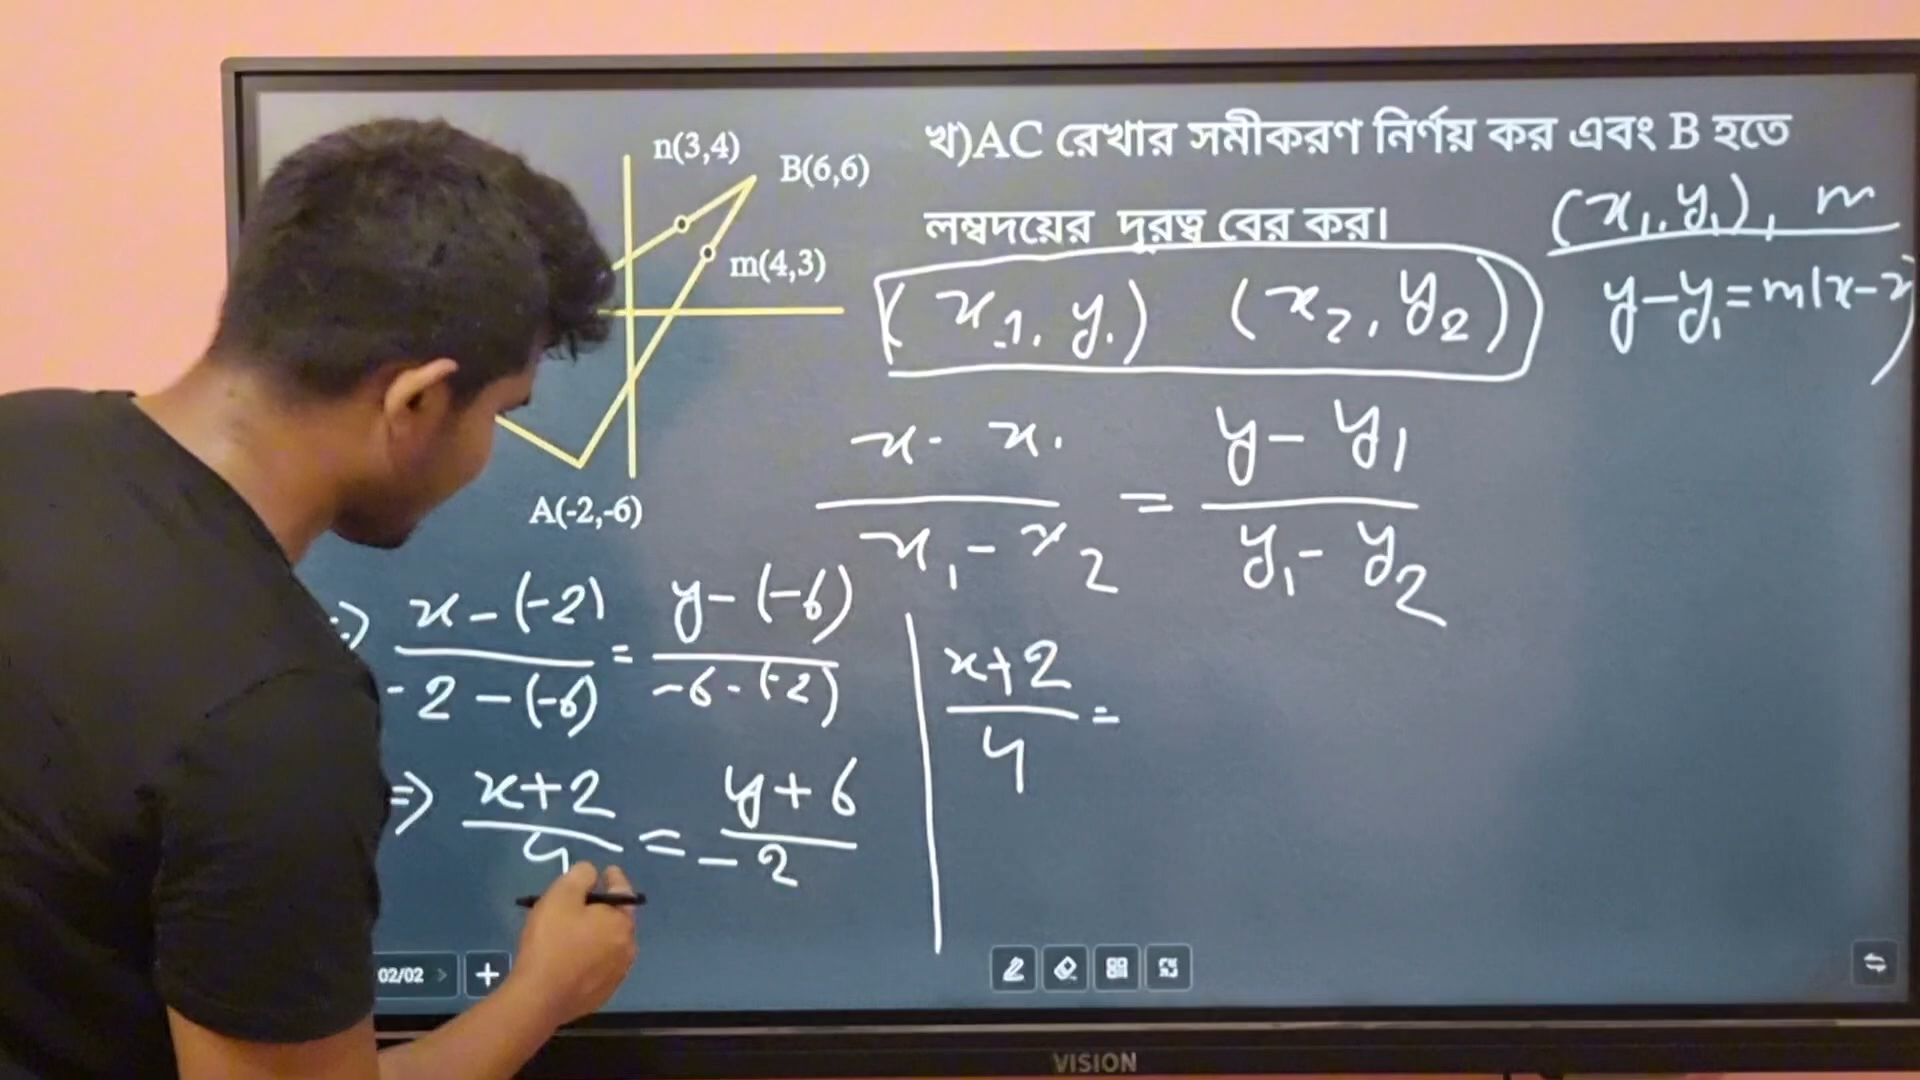 n(3,4)
B(6,6)
m(4,3)
A(-2,-6)
খ)AC রেখার সমীকরণ নির্ণয় কর এবং B হতে
লম্বদয়ের দূরত্ব বের কর।
(x₁, y₁), m
y-y₁=m(x-x
(x₁, y₁) (x₂, y₂)
x- x₁ / x₁ - x₂ = y- y₁ / y₁- y₂
=> x-(-2) / -2-(-6) = y-(-6) / -6-(-2)
=> x+2 / 4 = y+6 / -2
x+2 / 4 =
02/02 > +
VISION